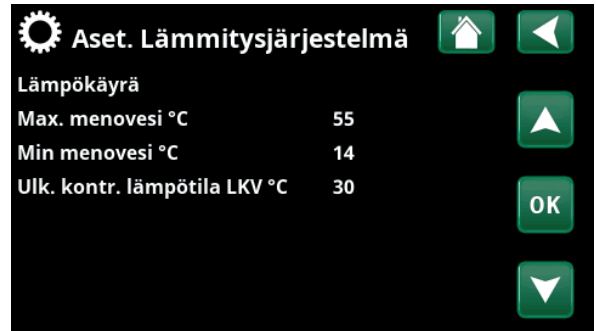 Aset. Lämmitysjärjestelmä
Lämpökäyrä
Max. menovesi °C 55
Min menovesi °C 14
Ulk. kontr. lämpötila LKV °C 30
OK